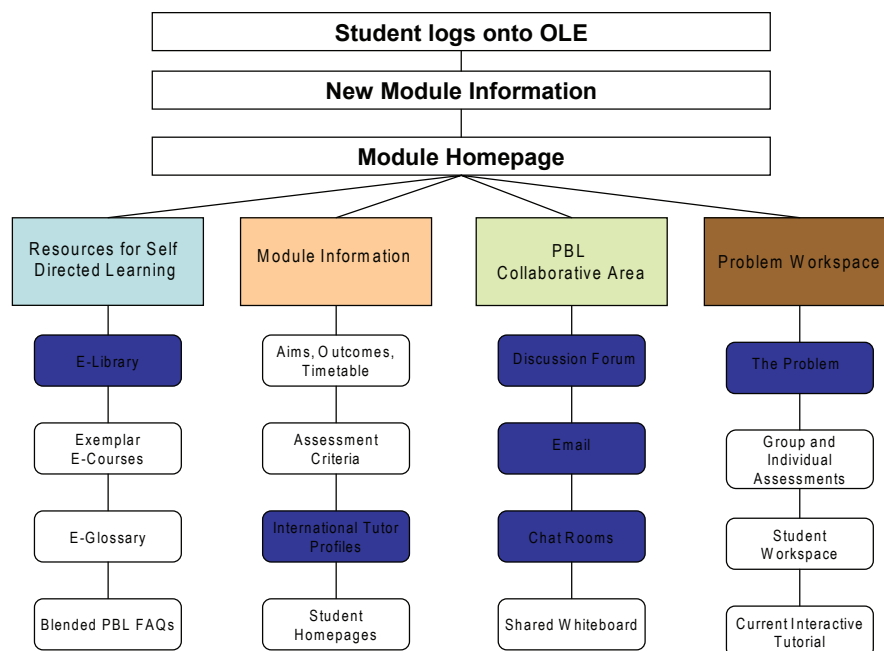 Student logs onto OLE
New Module Information
Module Homepage
Resources for Self
Directed Learning
Module Information
PBL
Collaborative Area
Problem Workspace
E-Library
Aims, Outcomes,
Timetable
Discussion Forum
The Problem
Exemplar
E-Courses
Assessment
Criteria
Email
Group and
Individual
Assessments
E-Glossary
International Tutor
Profiles
Chat Rooms
Student
Workspace
Blended PBL FAQs
Student
Homepages
Shared Whiteboard
Current Interactive
Tutorial